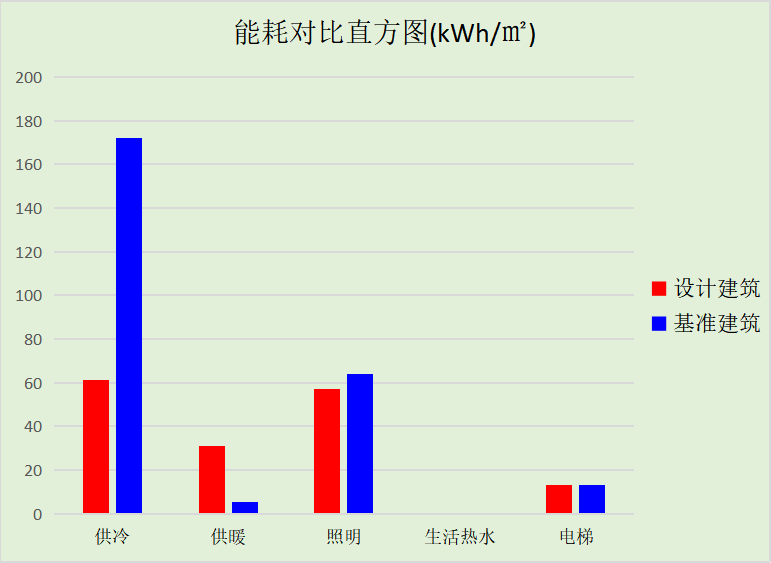 能耗对比直方图(kWh/㎡)
200
180
160
140
120
100
80
60
40
20
0
供冷
供暖
照明
生活热水
电梯
设计建筑
基准建筑